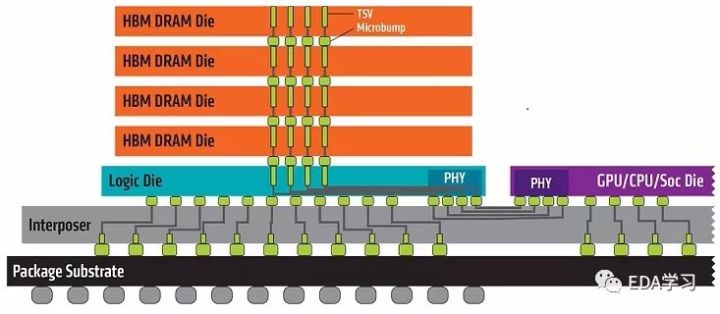 HBM DRAM Die
TSV
Microbump
HBM DRAM Die
HBM DRAM Die
HBM DRAM Die
Logic Die
PHY
PHY
GPU/CPU/Soc Die
Interposer
Package Substrate
EDA学习